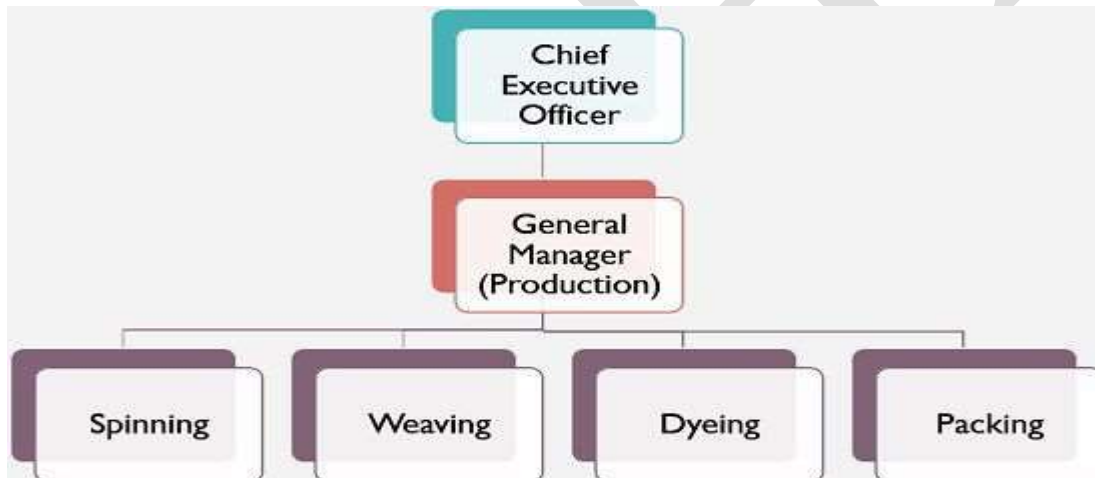 Chief
Executive
Officer
General
Manager
(Production)
Spinning
Weaving
Dyeing
Packing